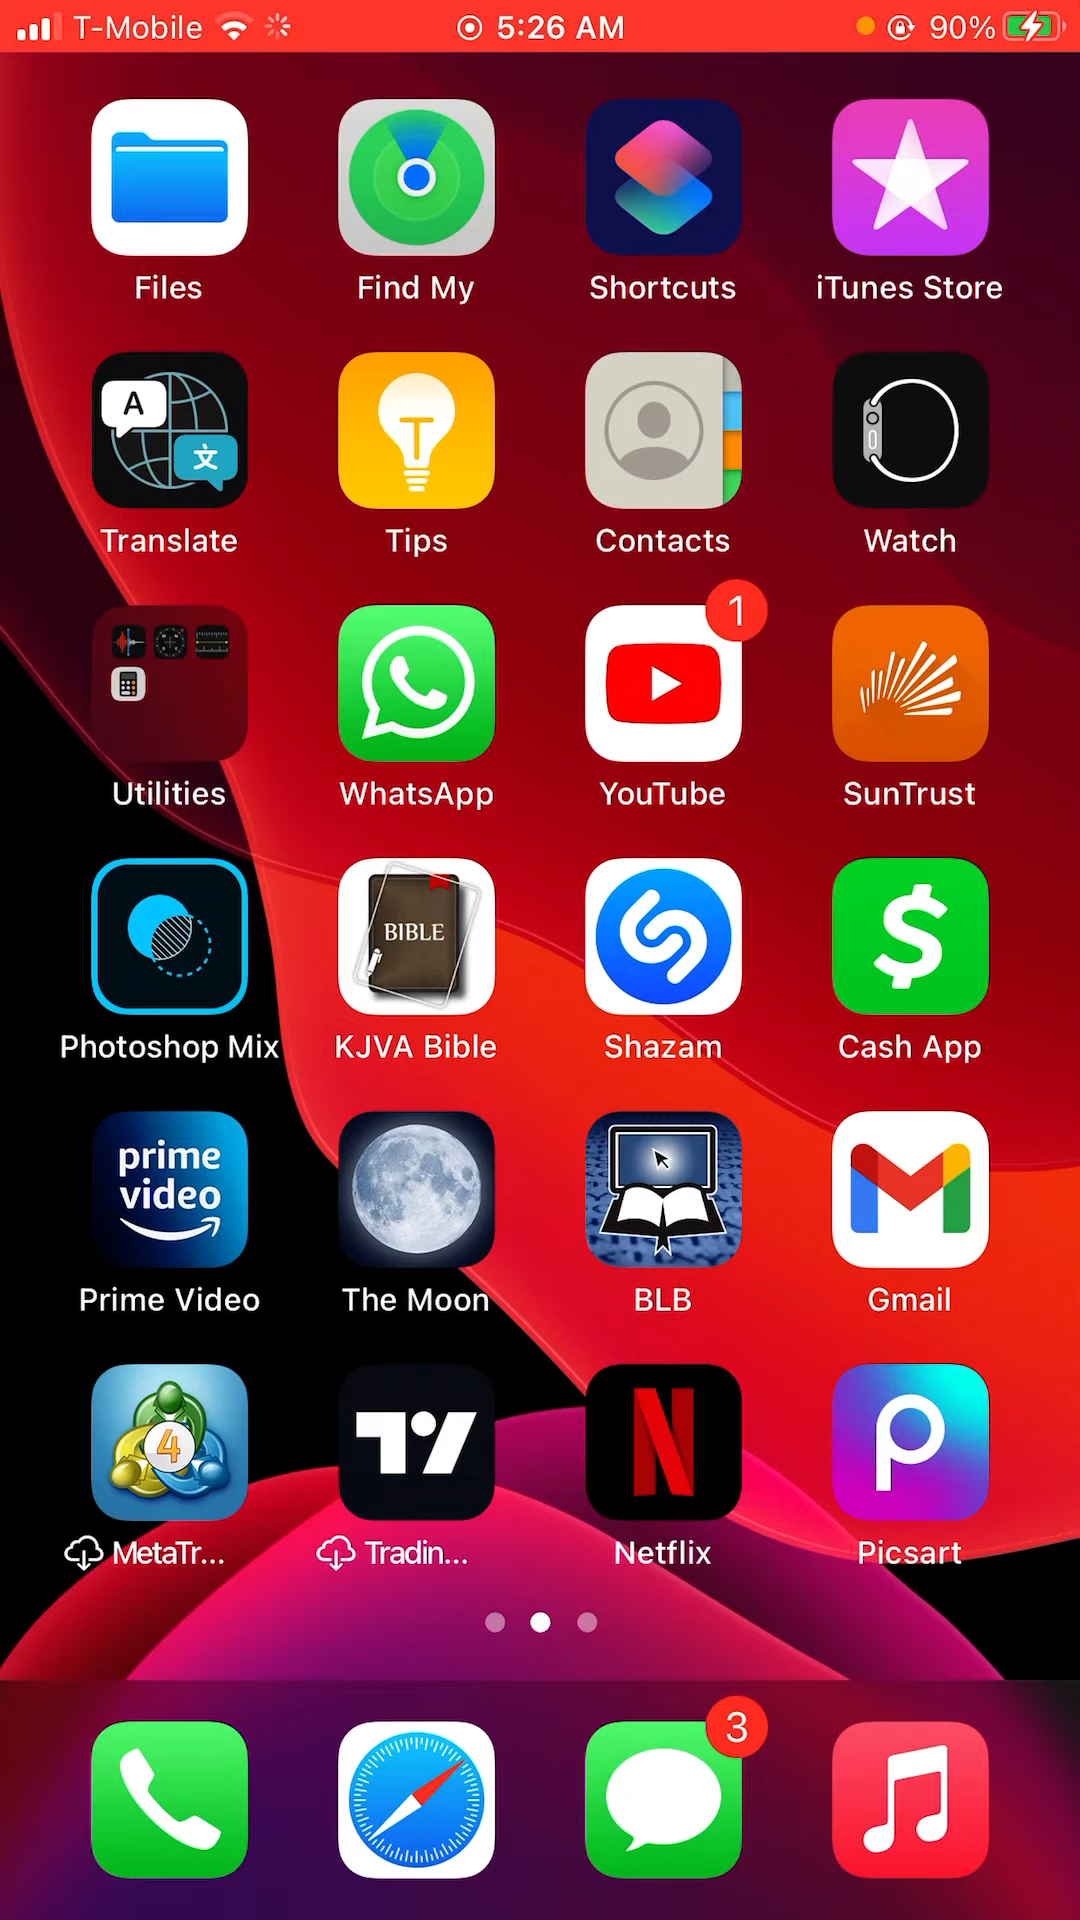 T-Mobile 5:26 AM 90%
Files Find My Shortcuts iTunes Store
A 文 T
Translate Tips Contacts Watch
1
Utilities WhatsApp YouTube SunTrust
BIBLE $
Photoshop Mix KJVA Bible Shazam Cash App
prime
video
Prime Video The Moon BLB Gmail
4
MetaTr... Tradin... Netflix Picsart
3